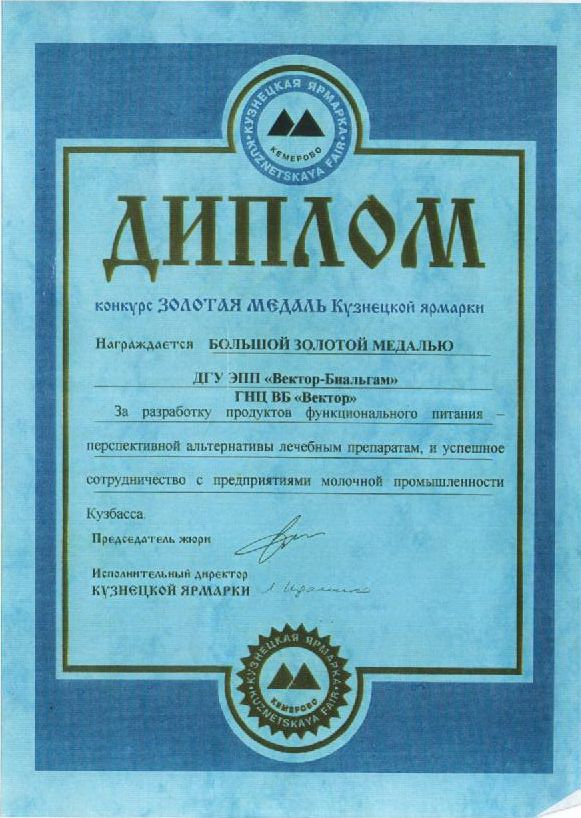 КУЗНЕЦКАЯ ЯРМАРКА
КЕМЕРОВО
KUZNETSKAYA FAIR
ДИПЛОМ
конкурс ЗОЛОТАЯ МЕДАЛЬ Кузнецкой ярмарки
Награждается БОЛЬШОЙ ЗОЛОТОЙ МЕДАЛЬЮ
ДГУ ЭПП «Вектор-Биальгам»
ГНЦ ВБ «Вектор»
За разработку продуктов функционального питания –
перспективной альтернативы лечебным препаратам, и успешное
сотрудничество с предприятиями молочной промышленности
Кузбасса.
Председатель жюри
Исполнительный директор
КУЗНЕЦКОЙ ЯРМАРКИ
КУЗНЕЦКАЯ ЯРМАРКА
КЕМЕРОВО
KUZNETSKAYA FAIR